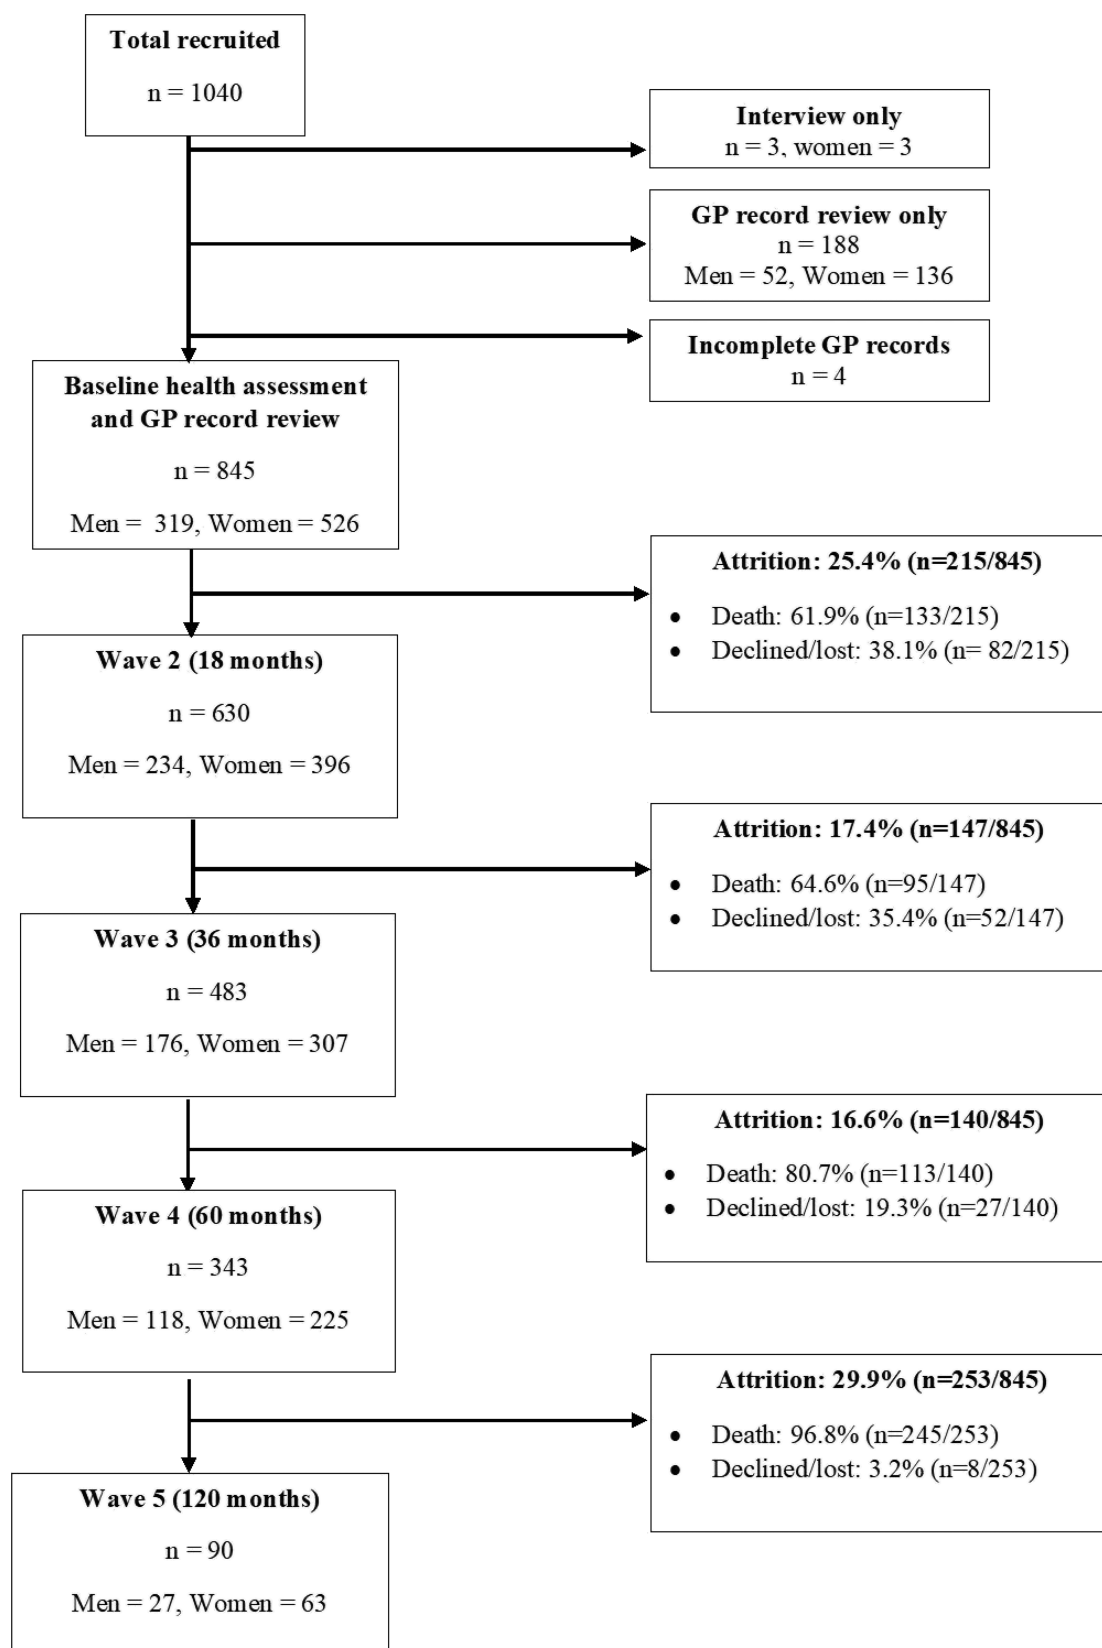 Total recruited
n = 1040
Interview only
n = 3, women = 3
GP record review only
n = 188
Men = 52, Women = 136
Incomplete GP records
n = 4
Baseline health assessment
and GP record review
n = 845
Men =  319, Women = 526
Attrition: 25.4% (n=215/845)
• Death: 61.9% (n=133/215)
• Declined/lost: 38.1% (n= 82/215)
Wave 2 (18 months)
n = 630
Men = 234, Women = 396
Attrition: 17.4% (n=147/845)
• Death: 64.6% (n=95/147)
• Declined/lost: 35.4% (n=52/147)
Wave 3 (36 months)
n = 483
Men = 176, Women = 307
Attrition: 16.6% (n=140/845)
• Death: 80.7% (n=113/140)
• Declined/lost: 19.3% (n=27/140)
Wave 4 (60 months)
n = 343
Men = 118, Women = 225
Attrition: 29.9% (n=253/845)
• Death: 96.8% (n=245/253)
• Declined/lost: 3.2% (n=8/253)
Wave 5 (120 months)
n = 90
Men = 27, Women = 63